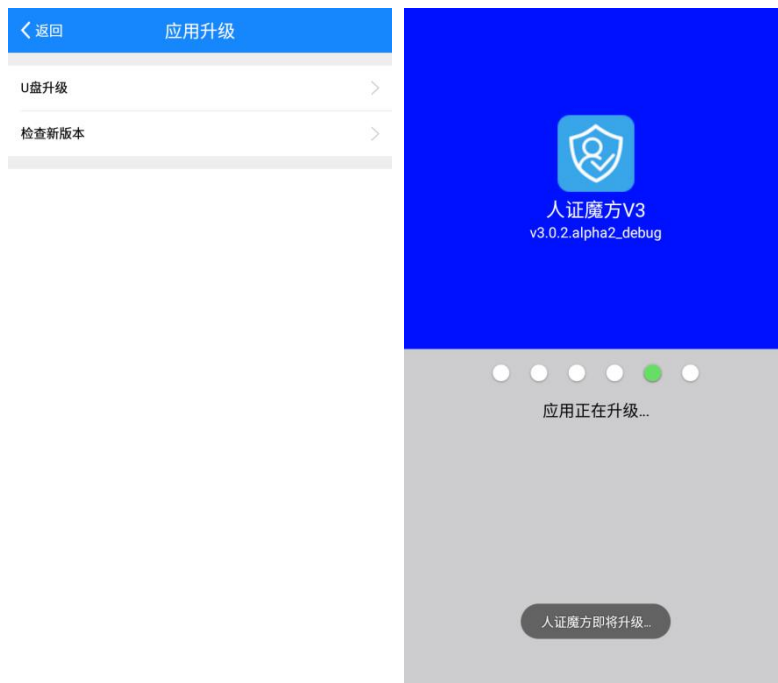 返回
应用升级
U盘升级
检查新版本
人证魔方V3
v3.0.2.alpha2_debug
应用正在升级...
人证魔方即将升级...